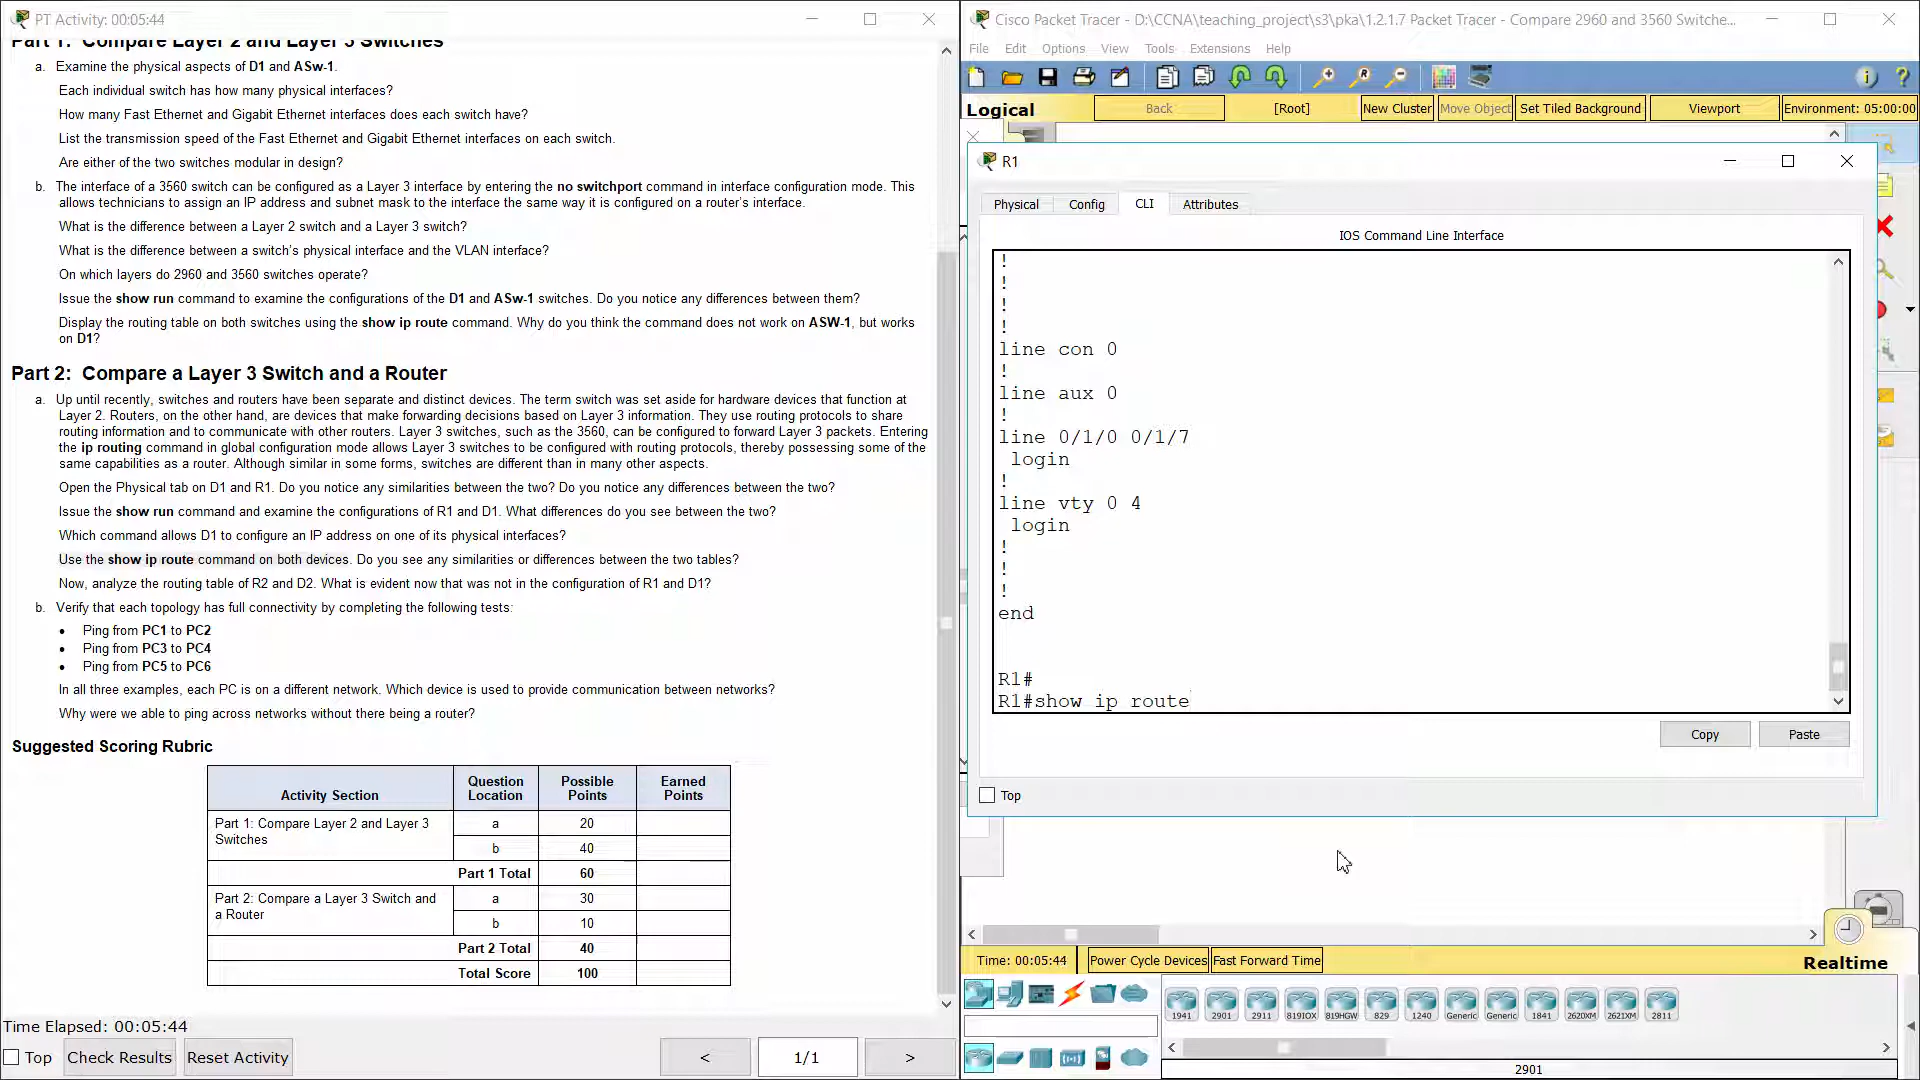 PT Activity: 00:05:44
Part 1: Compare Layer 2 and Layer 3 Switches
a. Examine the physical aspects of D1 and ASw-1.
Each individual switch has how many physical interfaces?
How many Fast Ethernet and Gigabit Ethernet interfaces does each switch have?
List the transmission speed of the Fast Ethernet and Gigabit Ethernet interfaces on each switch.
Are either of the two switches modular in design?
b. The interface of a 3560 switch can be configured as a Layer 3 interface by entering the no switchport command in interface configuration mode. This
allows technicians to assign an IP address and subnet mask to the interface the same way it is configured on a router's interface.
What is the difference between a Layer 2 switch and a Layer 3 switch?
What is the difference between a switch's physical interface and the VLAN interface?
On which layers do 2960 and 3560 switches operate?
Issue the show run command to examine the configurations of the D1 and ASw-1 switches. Do you notice any differences between them?
Display the routing table on both switches using the show ip route command. Why do you think the command does not work on ASW-1, but works
on D1?
Part 2: Compare a Layer 3 Switch and a Router
a. Up until recently, switches and routers have been separate and distinct devices. The term switch was set aside for hardware devices that function at
Layer 2. Routers, on the other hand, are devices that make forwarding decisions based on Layer 3 information. They use routing protocols to share
routing information and to communicate with other routers. Layer 3 switches, such as the 3560, can be configured to forward Layer 3 packets. Entering
the ip routing command in global configuration mode allows Layer 3 switches to be configured with routing protocols, thereby possessing some of the
same capabilities as a router. Although similar in some forms, switches are different than in many other aspects.
Open the Physical tab on D1 and R1. Do you notice any similarities between the two? Do you notice any differences between the two?
Issue the show run command and examine the configurations of R1 and D1. What differences do you see between the two?
Which command allows D1 to configure an IP address on one of its physical interfaces?
Use the show ip route command on both devices. Do you see any similarities or differences between the two tables?
Now, analyze the routing table of R2 and D2. What is evident now that was not in the configuration of R1 and D1?
b. Verify that each topology has full connectivity by completing the following tests:
• Ping from PC1 to PC2
• Ping from PC3 to PC4
• Ping from PC5 to PC6
In all three examples, each PC is on a different network. Which device is used to provide communication between networks?
Why were we able to ping across networks without there being a router?
Suggested Scoring Rubric
Activity Section Question Location Possible Points Earned Points
Part 1: Compare Layer 2 and Layer 3 Switches a 20
b 40
Part 1 Total 60
Part 2: Compare a Layer 3 Switch and a Router a 30
b 10
Part 2 Total 40
Total Score 100
Time Elapsed: 00:05:44
Top Check Results Reset Activity < 1/1 >
Cisco Packet Tracer - D:\CCNA\teaching_project\s3\pka\1.2.1.7 Packet Tracer - Compare 2960 and 3560 Switche...
File Edit Options View Tools Extensions Help
Logical Back [Root] New Cluster Move Object Set Tiled Background Viewport Environment: 05:00:00
R1
Physical Config CLI Attributes
IOS Command Line Interface
!
!
!
!
line con 0
!
line aux 0
!
line 0/1/0 0/1/7
login
!
line vty 0 4
login
!
!
!
end
R1#
R1#show ip route
Copy Paste
Top
Time: 00:05:44 Power Cycle Devices Fast Forward Time
Realtime
1941 2901 2911 819IOX 819HGW 829 1240 Generic Generic 1841 2620XM 2621XM 2811
2901